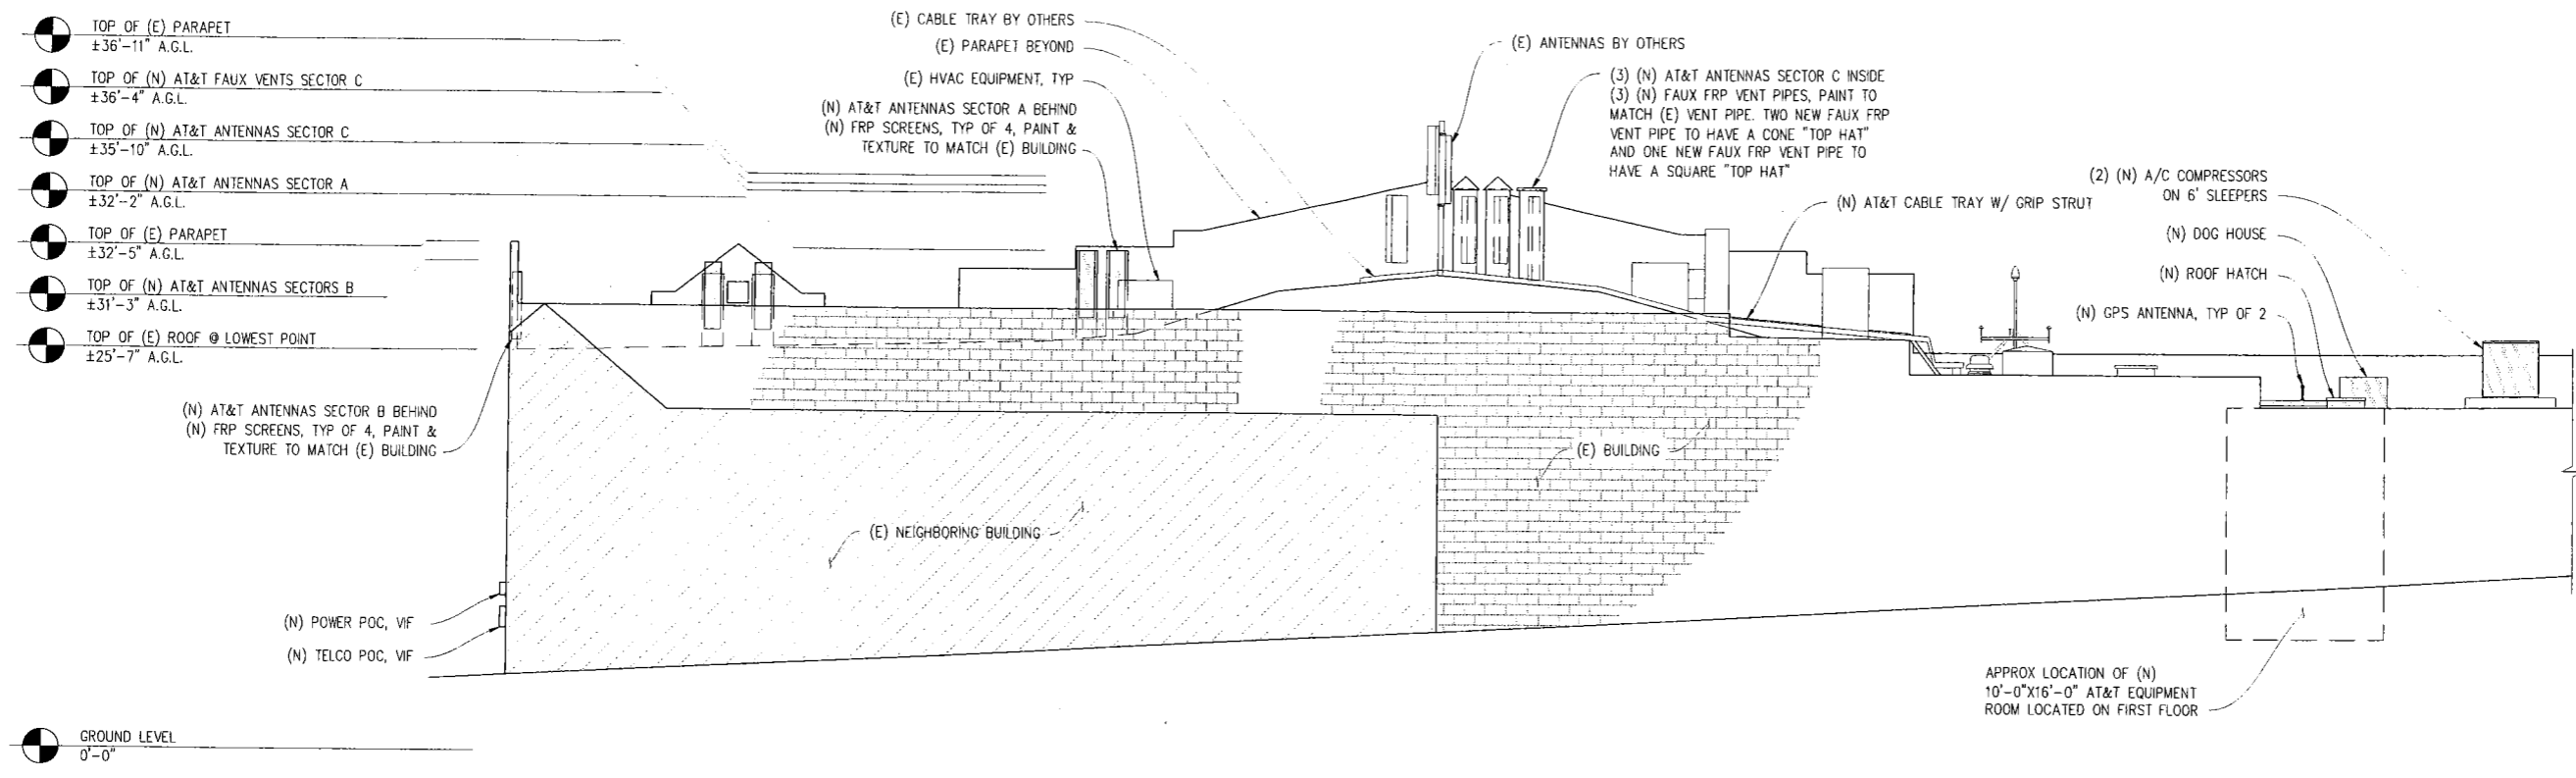 TOP OF (E) PARAPET
±36'-11" A.G.L.
TOP OF (N) AT&T FAUX VENTS SECTOR C
±36'-4" A.G.L.
TOP OF (N) AT&T ANTENNAS SECTOR C
±35'-10" A.G.L.
TOP OF (N) AT&T ANTENNAS SECTOR A
±32'-2" A.G.L.
TOP OF (E) PARAPET
±32'-5" A.G.L.
TOP OF (N) AT&T ANTENNAS SECTORS B
±31'-3" A.G.L.
TOP OF (E) ROOF @ LOWEST POINT
±25'-7" A.G.L.
(N) AT&T ANTENNAS SECTOR B BEHIND
(N) FRP SCREENS, TYP OF 4, PAINT &
TEXTURE TO MATCH (E) BUILDING
(N) POWER POC, VIF
(N) TELCO POC, VIF
GROUND LEVEL
0'-0"
(E) CABLE TRAY BY OTHERS
(E) PARAPET BEYOND
(E) HVAC EQUIPMENT, TYP
(N) AT&T ANTENNAS SECTOR A BEHIND
(N) FRP SCREENS, TYP OF 4, PAINT &
TEXTURE TO MATCH (E) BUILDING
(E) NEIGHBORING BUILDING
(E) ANTENNAS BY OTHERS
(3) (N) AT&T ANTENNAS SECTOR C INSIDE
(3) (N) FAUX FRP VENT PIPES, PAINT TO
MATCH (E) VENT PIPE. TWO NEW FAUX FRP
VENT PIPE TO HAVE A CONE "TOP HAT"
AND ONE NEW FAUX FRP VENT PIPE TO
HAVE A SQUARE "TOP HAT"
(N) AT&T CABLE TRAY W/ GRIP STRUT
(E) BUILDING
(2) (N) A/C COMPRESSORS
ON 6' SLEEPERS
(N) DOG HOUSE
(N) ROOF HATCH
(N) GPS ANTENNA, TYP OF 2
APPROX LOCATION OF (N)
10'-0"X16'-0" AT&T EQUIPMENT
ROOM LOCATED ON FIRST FLOOR